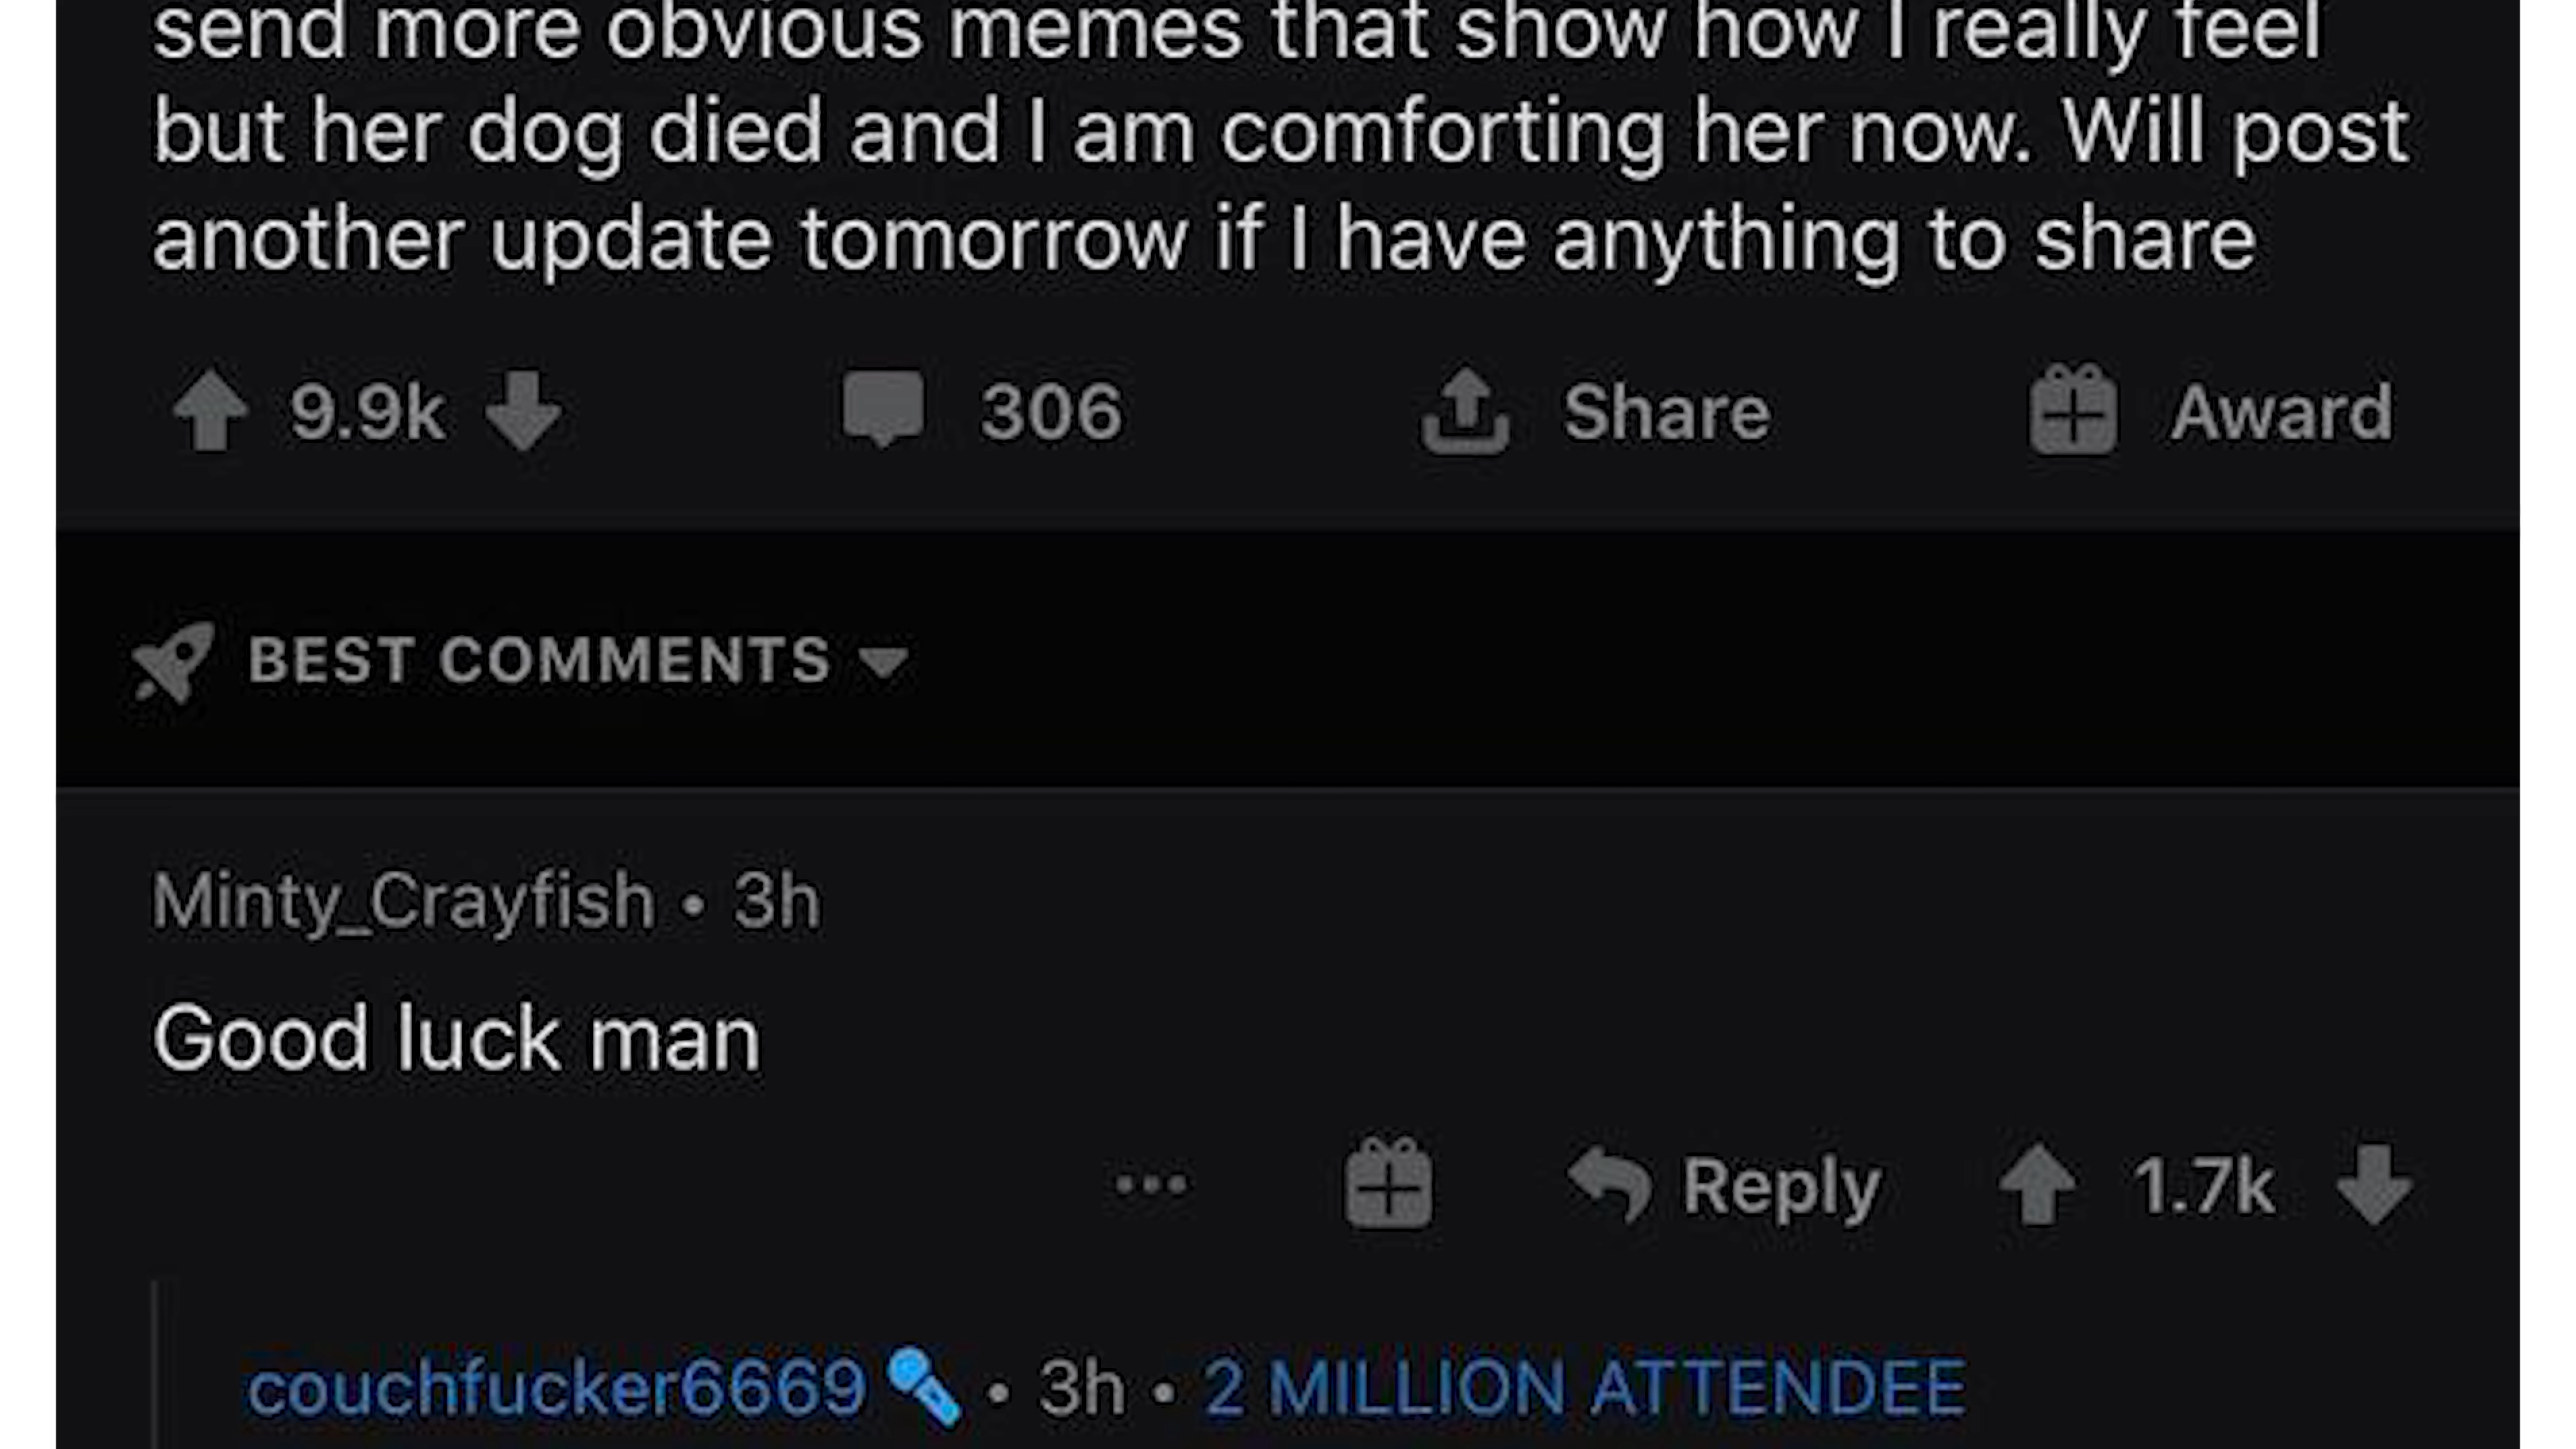 send more obvious memes that show how I really feel
but her dog died and I am comforting her now. Will post
another update tomorrow if I have anything to share
9.9k 306 Share Award
BEST COMMENTS
Minty_Crayfish • 3h
Good luck man
... Reply 1.7k
couchfucker6669 • 3h • 2 MILLION ATTENDEE